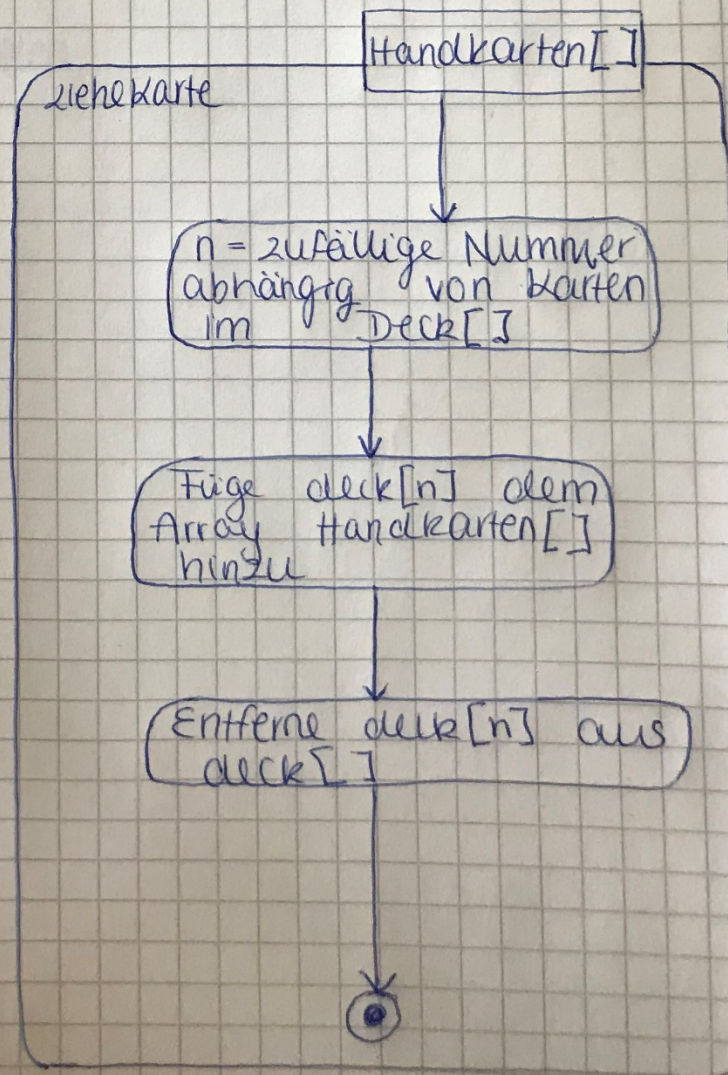 Handkarten[]
zieheKarte
n = zufällige Nummer
abhängig von Karten
im Deck[]
Füge deck[n] dem
Array Handkarten[]
hinzu
Entferne deck[n] aus
deck[]